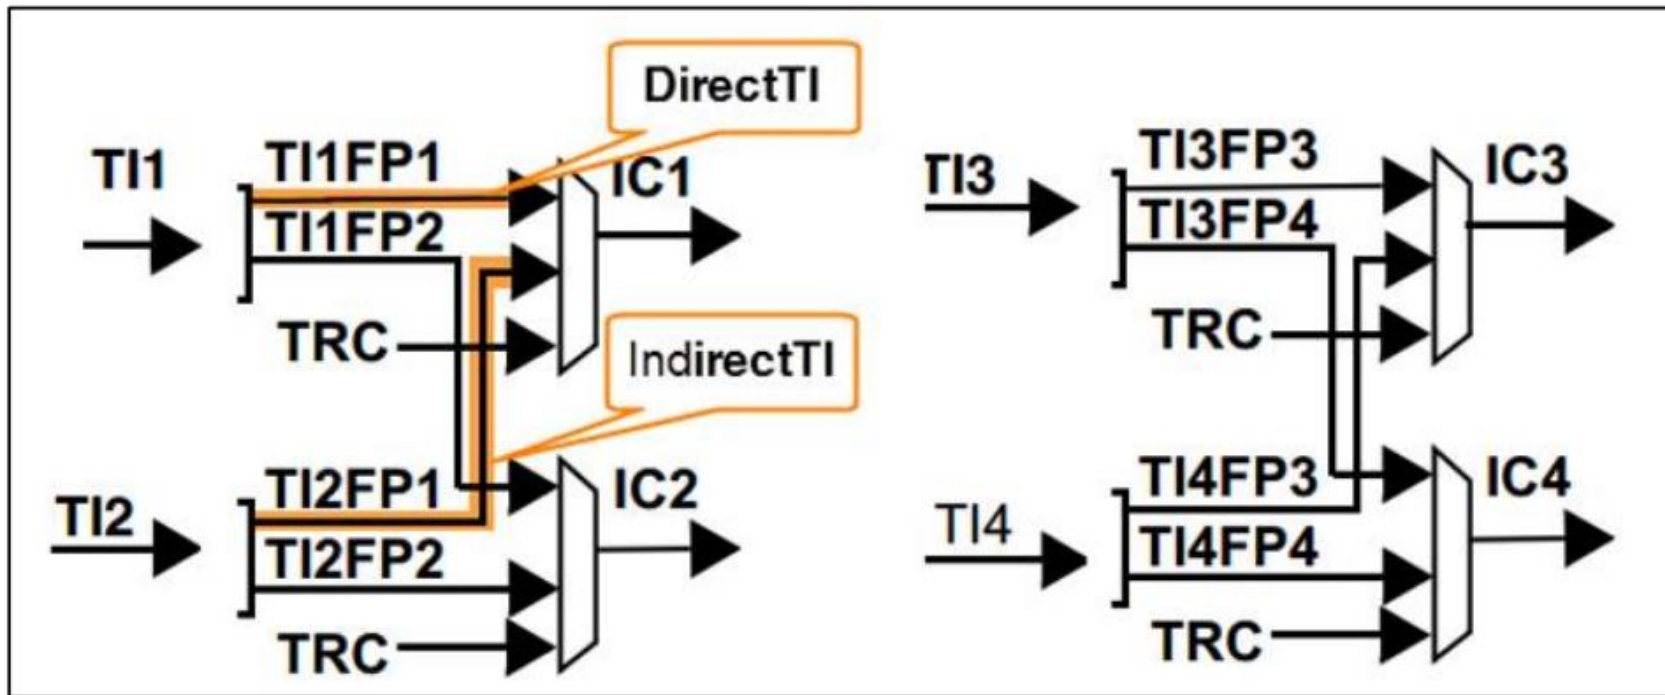 DirectTI
TI1
TI1FP1
IC1
TI1FP2
TRC
IndirectTI
TI2
TI2FP1
IC2
TI2FP2
TRC
TI3
TI3FP3
IC3
TI3FP4
TRC
TI4
TI4FP3
IC4
TI4FP4
TRC